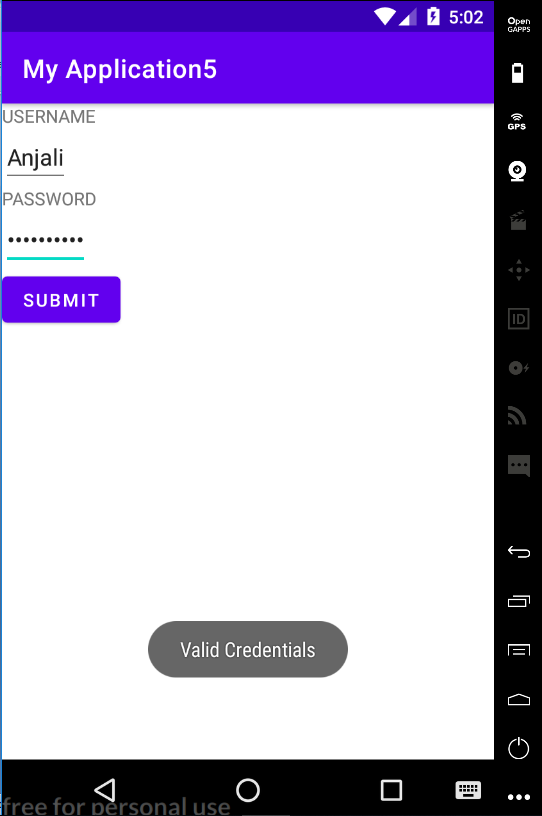 5:02
Open
GAPPS
My Application5
GPS
USERNAME
Anjali
PASSWORD
••••••••••
SUBMIT
ID
Valid Credentials
free for personal use